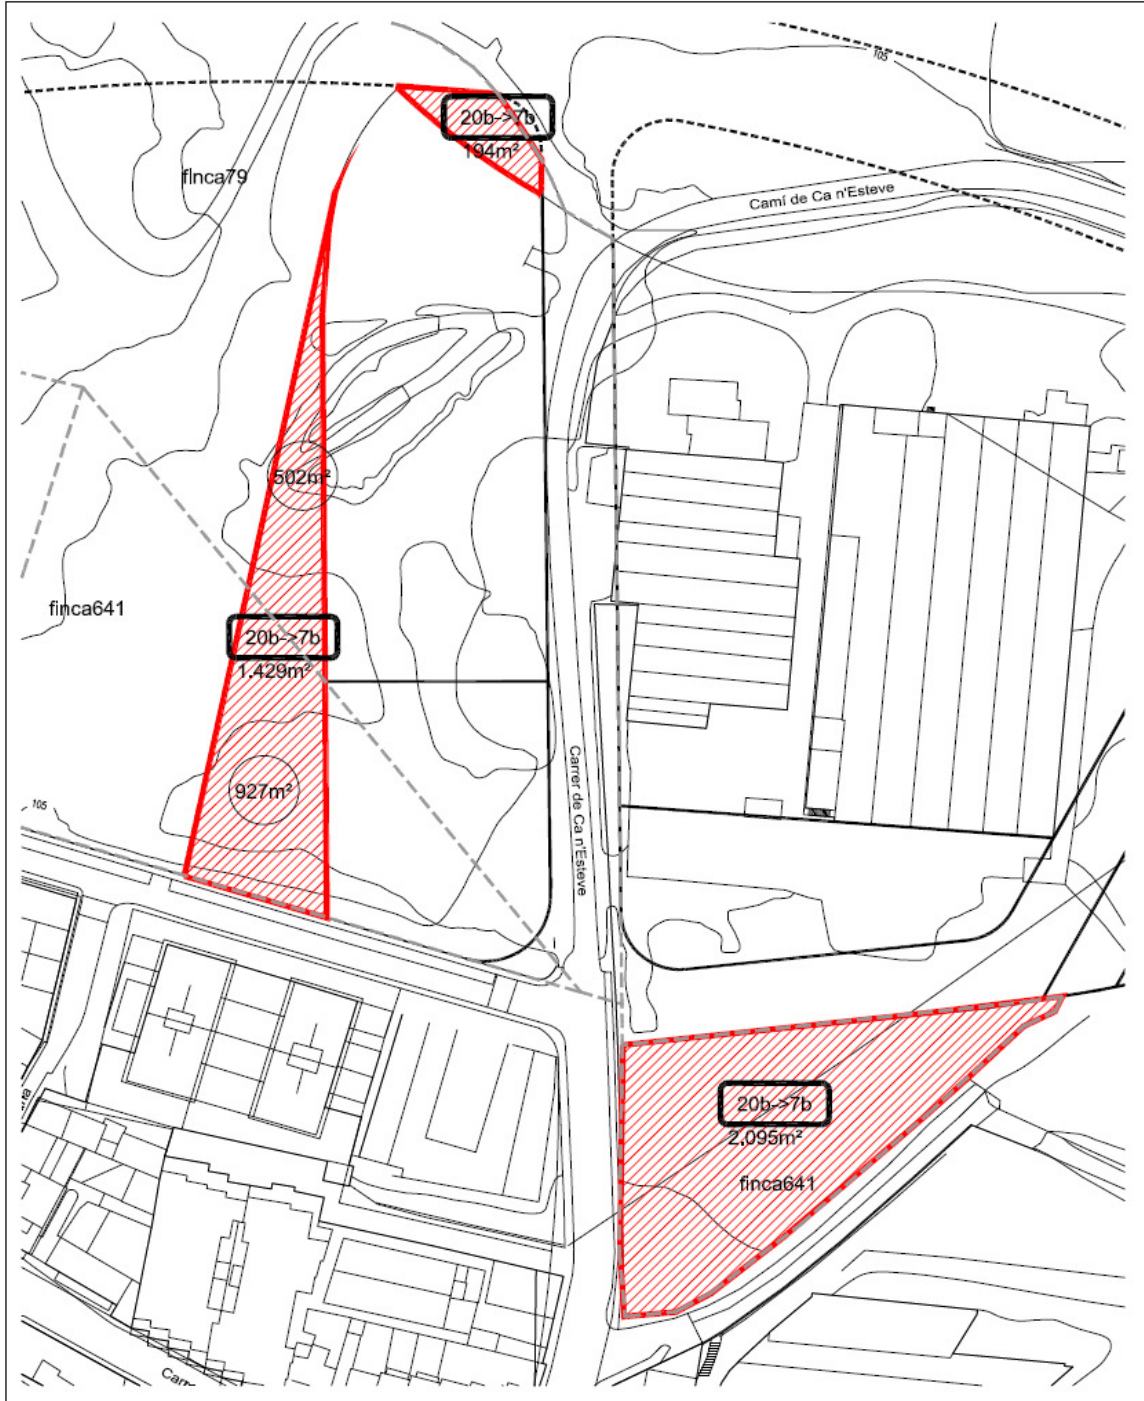 105
20b->7b
194m²
fInca79
Camí de Ca n'Esteve
502m²
finca641
20b->7b
1.429m²
927m²
105
Carrer de Ca n'Esteve
20b->7b
2,095m²
finca641